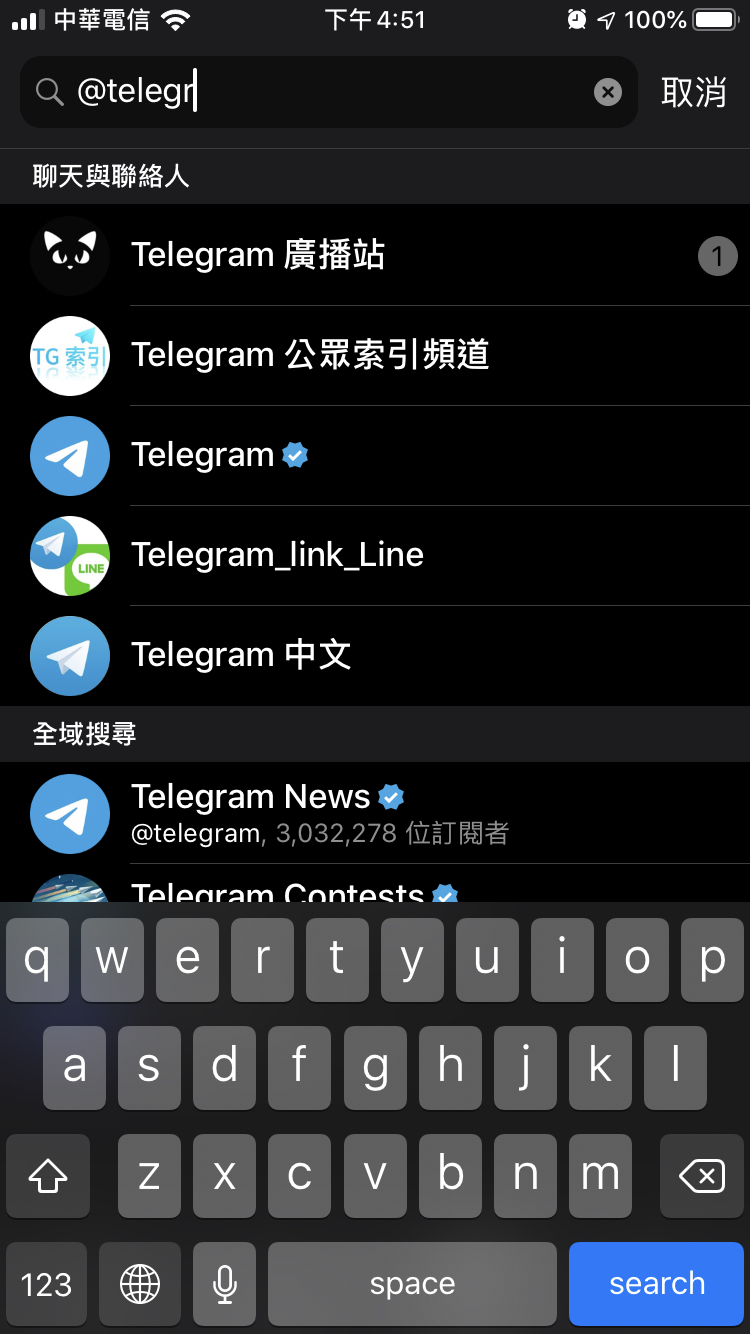 中華電信 下午4:51 100%
@telegr 取消
聊天與聯絡人
Telegram 廣播站 1
TG 索引
Telegram 公眾索引頻道
Telegram
LINE
Telegram_link_Line
Telegram 中文
全域搜尋
Telegram News
@telegram, 3,032,278 位訂閱者
Telegram Contests
q w e r t y u i o p
a s d f g h j k l
z x c v b n m
123 space search